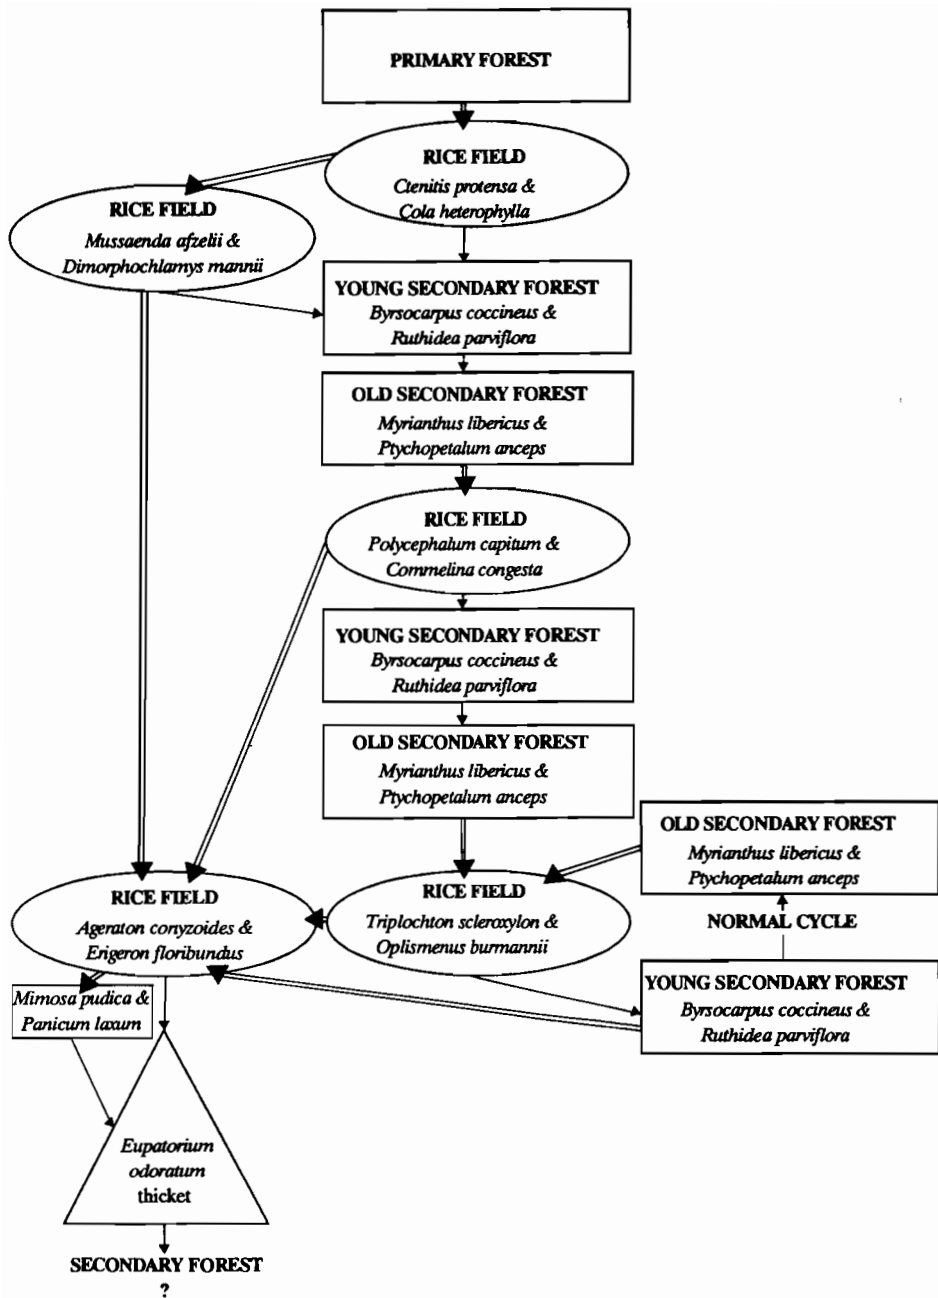 PRIMARY FOREST
RICE FIELD
Ctenitis protensa &
Cola heterophylla
RICE FIELD
Mussaenda afzelii &
Dimorphochlamys mannii
YOUNG SECONDARY FOREST
Byrsocarpus coccineus &
Ruthidea parviflora
OLD SECONDARY FOREST
Myrianthus libericus &
Ptychopetalum anceps
RICE FIELD
Polycephalum capitum &
Commelina congesta
YOUNG SECONDARY FOREST
Byrsocarpus coccineus &
Ruthidea parviflora
OLD SECONDARY FOREST
Myrianthus libericus &
Ptychopetalum anceps
OLD SECONDARY FOREST
Myrianthus libericus &
Ptychopetalum anceps
RICE FIELD
Ageraton conyzoides &
Erigeron floribundus
RICE FIELD
Triplochton scleroxylon &
Oplismenus burmannii
NORMAL CYCLE
YOUNG SECONDARY FOREST
Byrsocarpus coccineus &
Ruthidea parviflora
Mimosa pudica &
Panicum laxum
Eupatorium
odoratum
thicket
SECONDARY FOREST
?